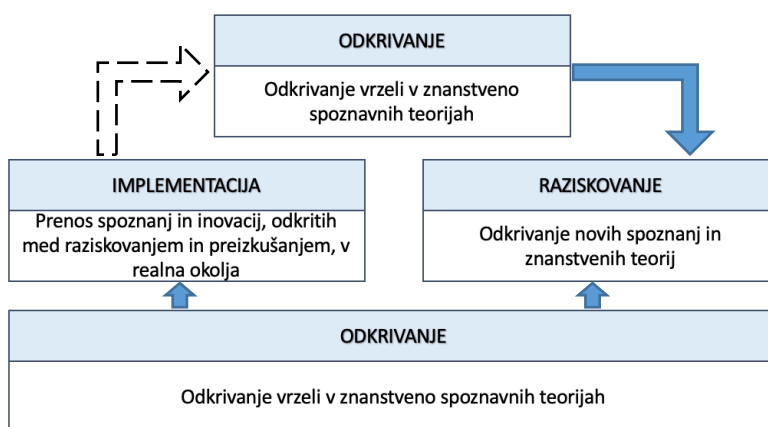 ODKRIVANJE
Odkrivanje vrzeli v znanstveno
spoznavnih teorijah
IMPLEMENTACIJA
Prenos spoznanj in inovacij, odkritih
med raziskovanjem in preizkušanjem, v
realna okolja
RAZISKOVANJE
Odkrivanje novih spoznanj in
znanstvenih teorij
ODKRIVANJE
Odkrivanje vrzeli v znanstveno spoznavnih teorijah